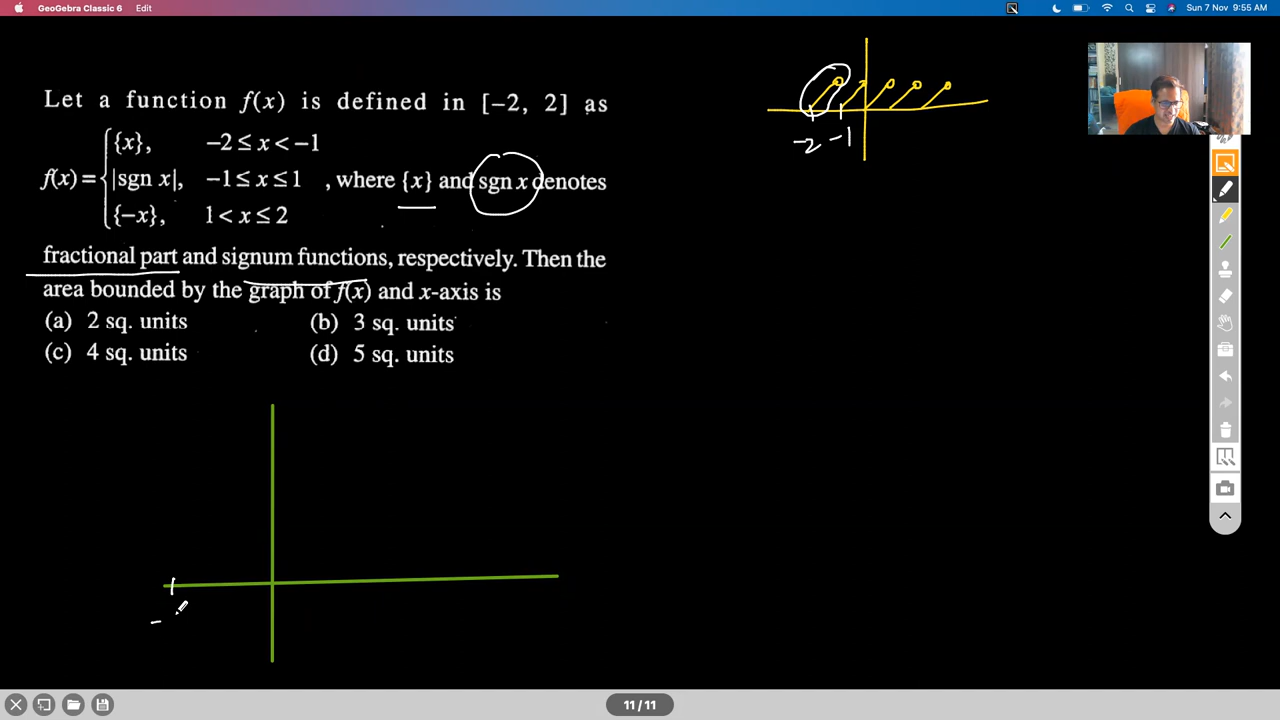 GeoGebra Classic 6 Edit
Sun 7 Nov 9:55 AM
Let a function f(x) is defined in [−2, 2] as
f(x) = { {x}, −2 ≤ x < −1
|sgn x|, −1 ≤ x ≤ 1 , where {x} and sgn x denotes
{−x}, 1 < x ≤ 2
fractional part and signum functions, respectively. Then the
area bounded by the graph of f(x) and x-axis is
(a) 2 sq. units (b) 3 sq. units
(c) 4 sq. units (d) 5 sq. units
−2 −1
−
11 / 11